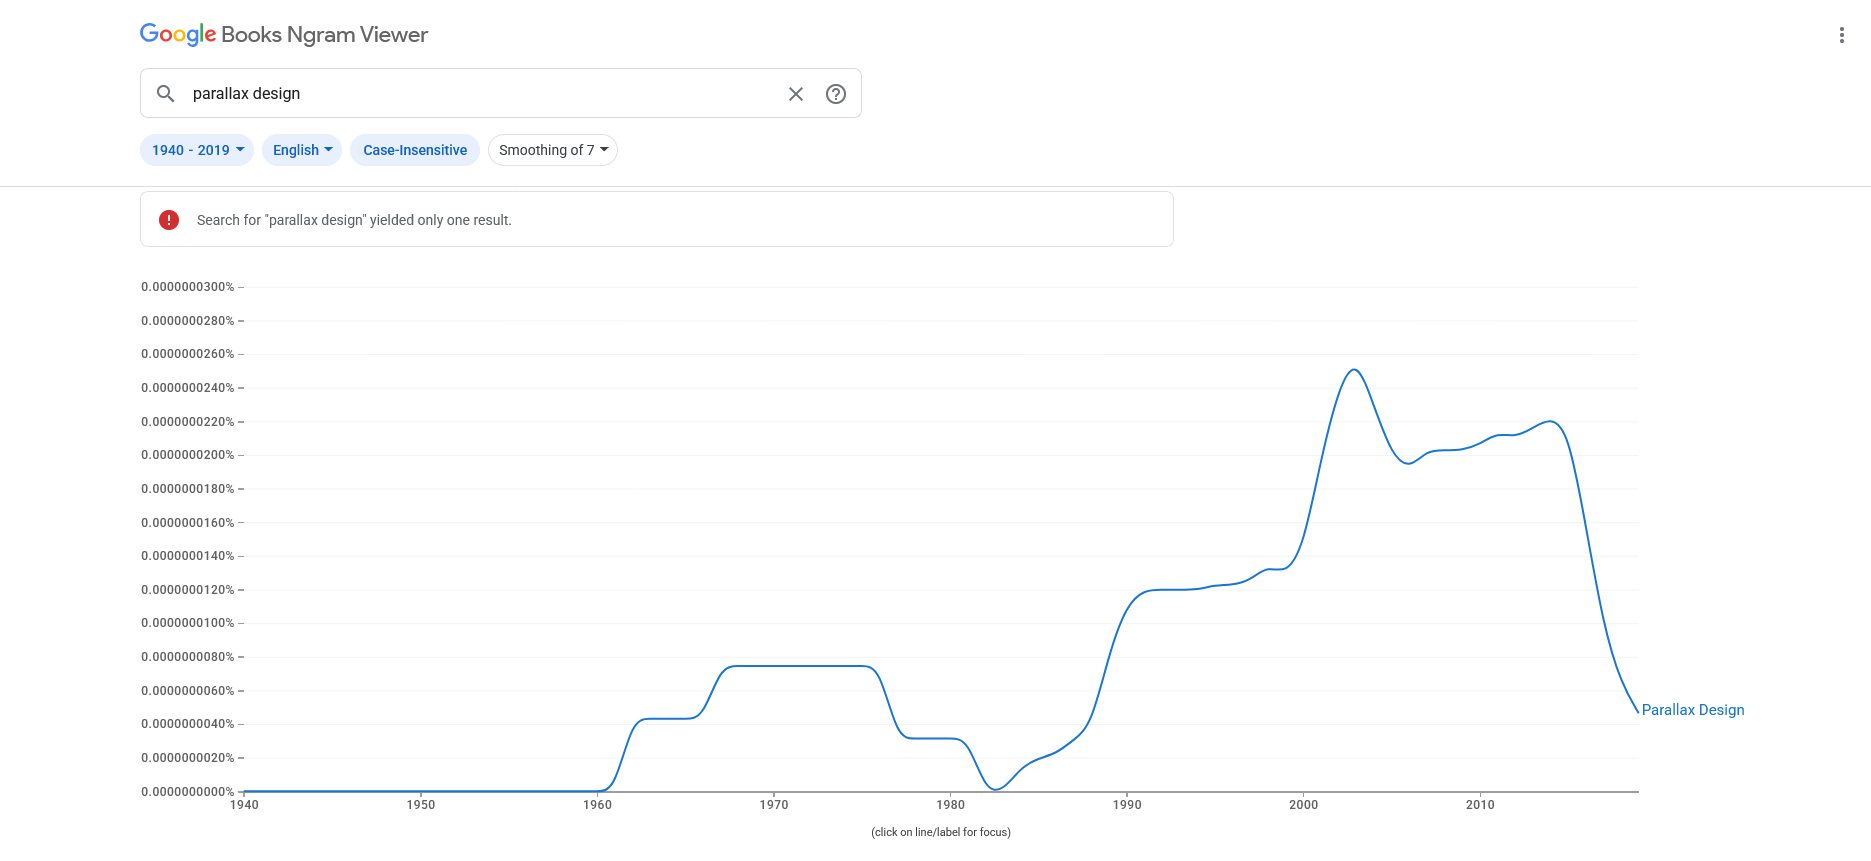 Google Books Ngram Viewer
parallax design
1940 - 2019 English Case-Insensitive Smoothing of 7
Search for "parallax design" yielded only one result.
0.0000000300%
0.0000000280%
0.0000000260%
0.0000000240%
0.0000000220%
0.0000000200%
0.0000000180%
0.0000000160%
0.0000000140%
0.0000000120%
0.0000000100%
0.0000000080%
0.0000000060%
0.0000000040%
0.0000000020%
0.0000000000%
Parallax Design
1940 1950 1960 1970 1980 1990 2000 2010
(click on line/label for focus)